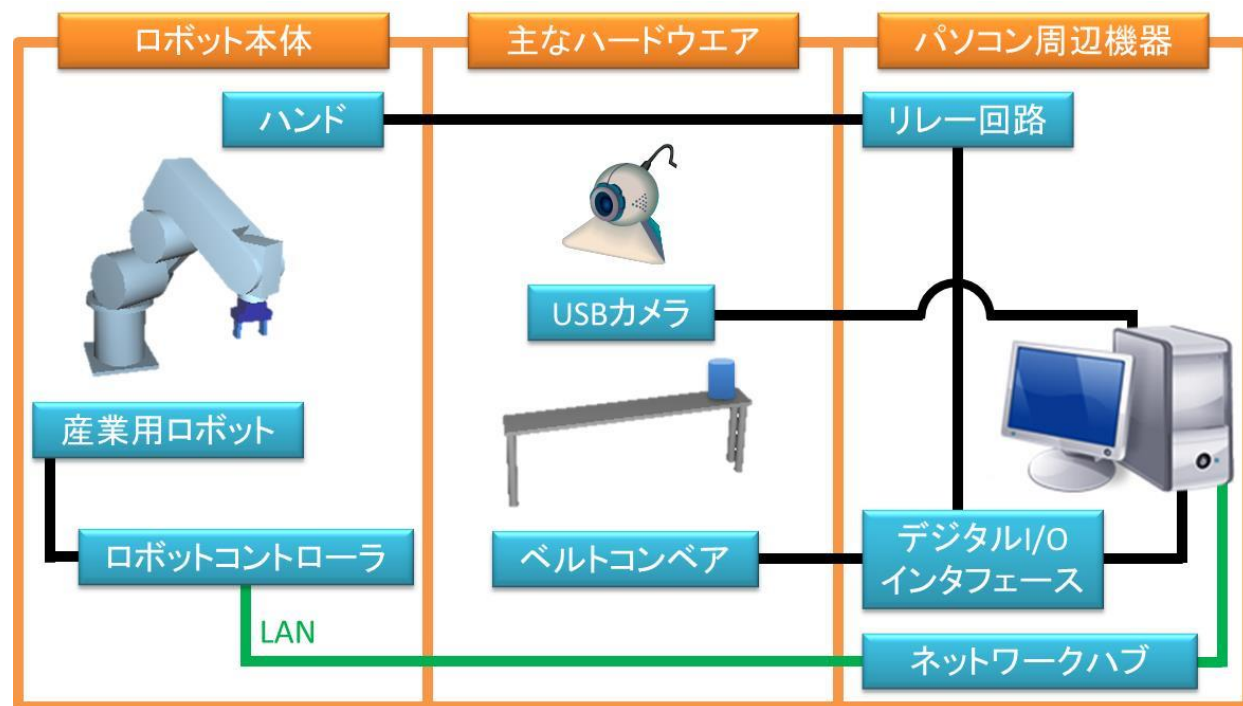 ロボット本体
主なハードウエア
パソコン周辺機器
ハンド
リレー回路
USBカメラ
産業用ロボット
ロボットコントローラ
ベルトコンベア
デジタルI/O
インタフェース
LAN
ネットワークハブ